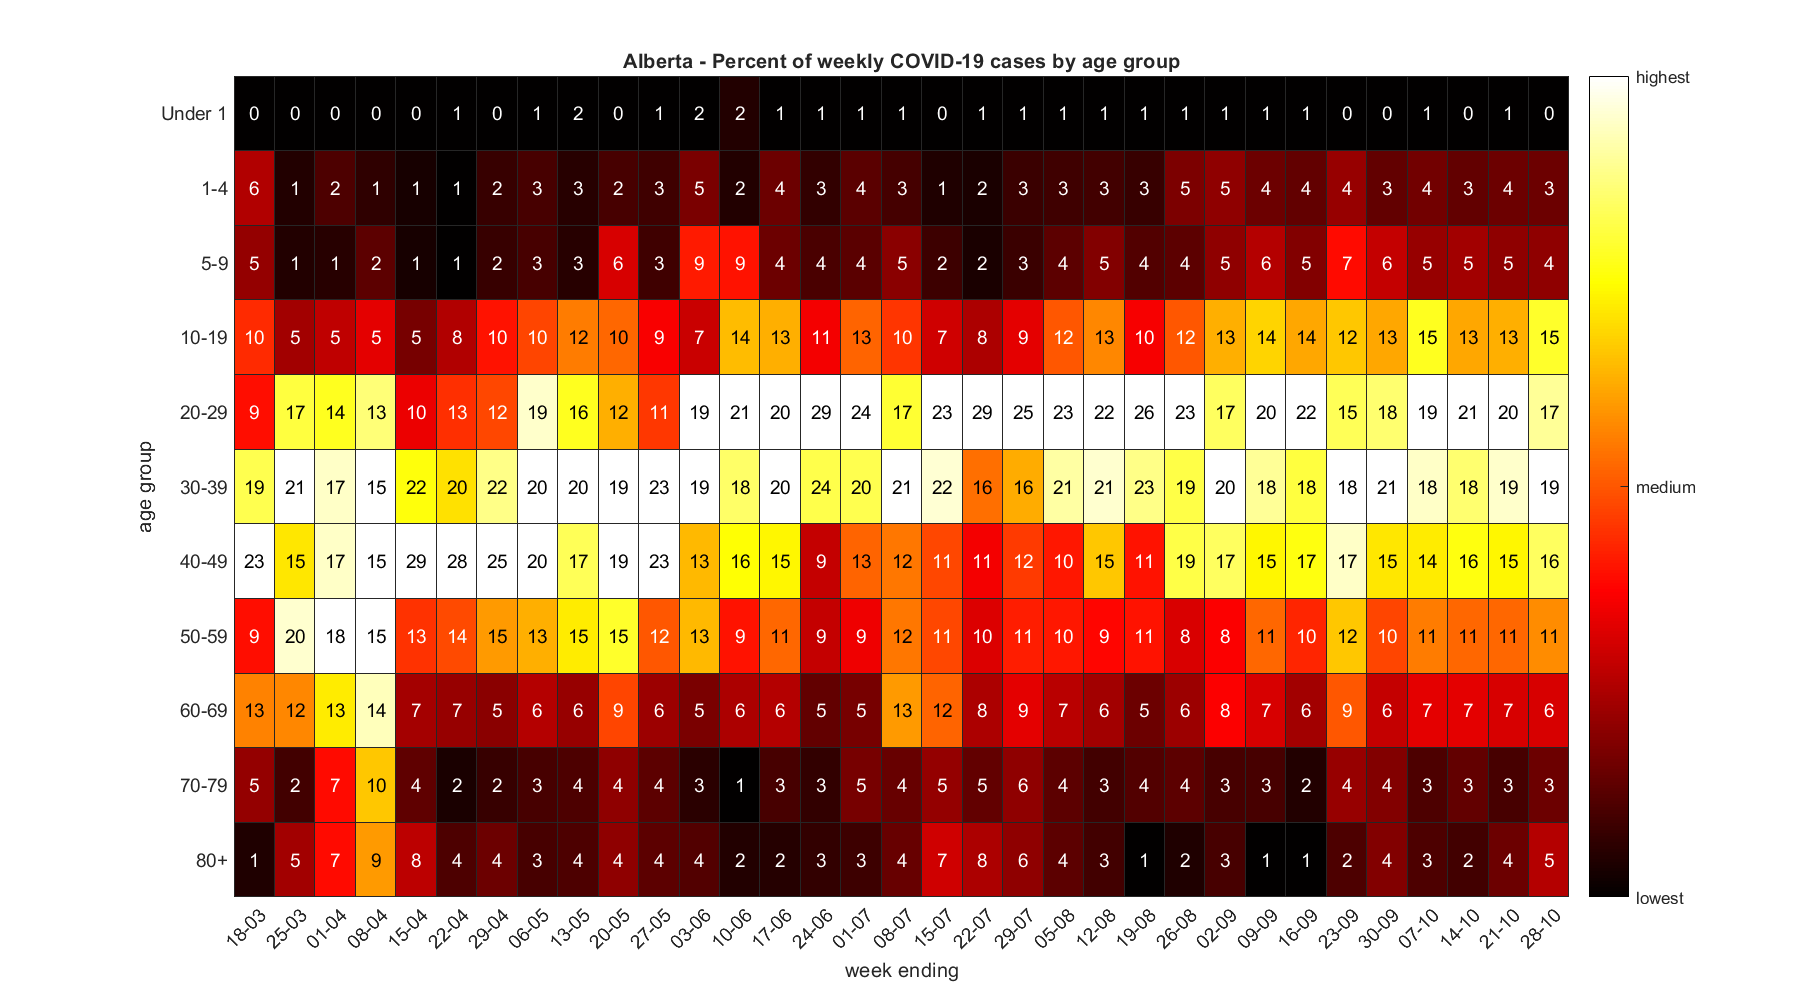 Alberta - Percent of weekly COVID-19 cases by age group
highest
Under 1 0 0 0 0 0 1 0 1 2 0 1 2 2 1 1 1 1 0 1 1 1 1 1 1 1 1 1 0 0 1 0 1 0
1-4 6 1 2 1 1 1 2 3 3 2 3 5 2 4 3 4 3 1 2 3 3 3 3 5 5 4 4 4 3 4 3 4 3
5-9 5 1 1 2 1 1 2 3 3 6 3 9 9 4 4 4 5 2 2 3 4 5 4 4 5 6 5 7 6 5 5 5 4
10-19 10 5 5 5 5 8 10 10 12 10 9 7 14 13 11 13 10 7 8 9 12 13 10 12 13 14 14 12 13 15 13 13 15
20-29 9 17 14 13 10 13 12 19 16 12 11 19 21 20 29 24 17 23 29 25 23 22 26 23 17 20 22 15 18 19 21 20 17
30-39 19 21 17 15 22 20 22 20 20 19 23 19 18 20 24 20 21 22 16 16 21 21 23 19 20 18 18 18 21 18 18 19 19
medium
40-49 23 15 17 15 29 28 25 20 17 19 23 13 16 15 9 13 12 11 11 12 10 15 11 19 17 15 17 17 15 14 16 15 16
50-59 9 20 18 15 13 14 15 13 15 15 12 13 9 11 9 9 12 11 10 11 10 9 11 8 8 11 10 12 10 11 11 11 11
60-69 13 12 13 14 7 7 5 6 6 9 6 5 6 6 5 5 13 12 8 9 7 6 5 6 8 7 6 9 6 7 7 7 6
70-79 5 2 7 10 4 2 2 3 4 4 4 3 1 3 3 5 4 5 5 6 4 3 4 4 3 3 2 4 4 3 3 3 3
80+ 1 5 7 9 8 4 4 3 4 4 4 4 2 2 3 3 4 7 8 6 4 3 1 2 3 1 1 2 4 3 2 4 5
lowest
age group
18-03 25-03 01-04 08-04 15-04 22-04 29-04 06-05 13-05 20-05 27-05 03-06 10-06 17-06 24-06 01-07 08-07 15-07 22-07 29-07 05-08 12-08 19-08 26-08 02-09 09-09 16-09 23-09 30-09 07-10 14-10 21-10 28-10
week ending